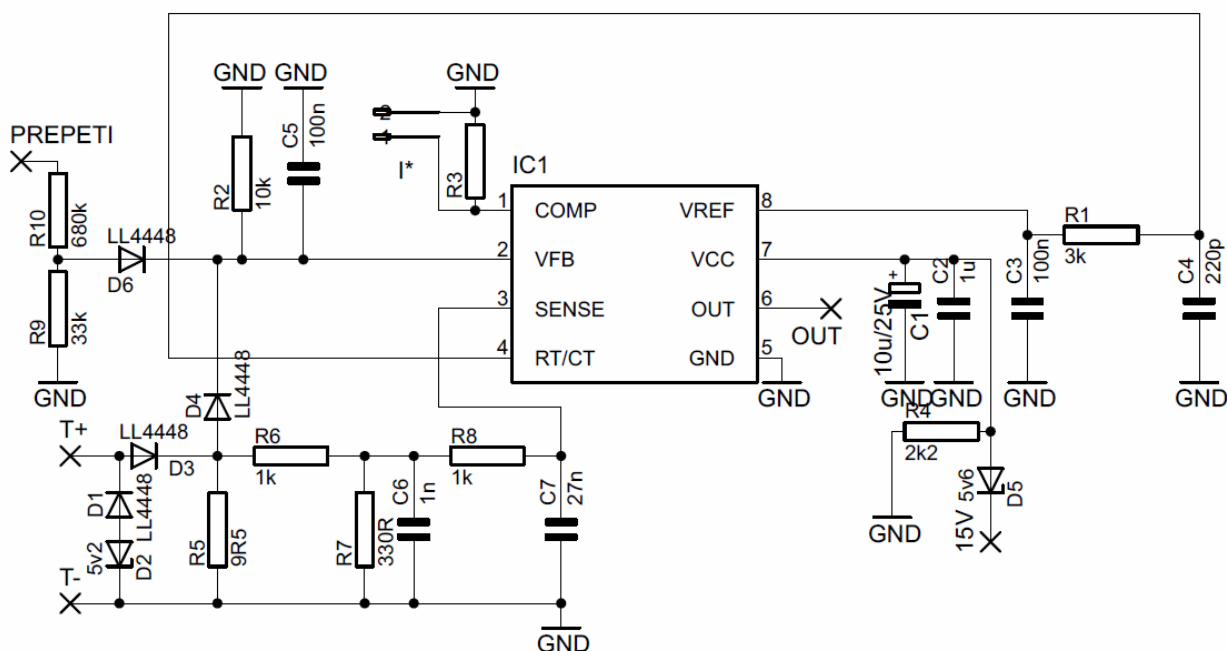 GND
GND
GND
PREPETI
R10
680k
R9
33k
GND
LL4448
D6
R2
10k
C5
100n
2
1
I*
R3
IC1
1
COMP
2
VFB
3
SENSE
4
RT/CT
VREF
8
VCC
7
OUT
6
GND
5
OUT
GND
10u/25V
+
C1
GND
C2
1u
GND
C3
100n
GND
R1
3k
C4
220p
GND
R4
2k2
GND
5v6
D5
15V
D4
LL4448
T+
LL4448
D3
D1
LL4448
5v2
D2
T-
R5
9R5
R6
1k
R7
330R
C6
1n
R8
1k
C7
27n
GND